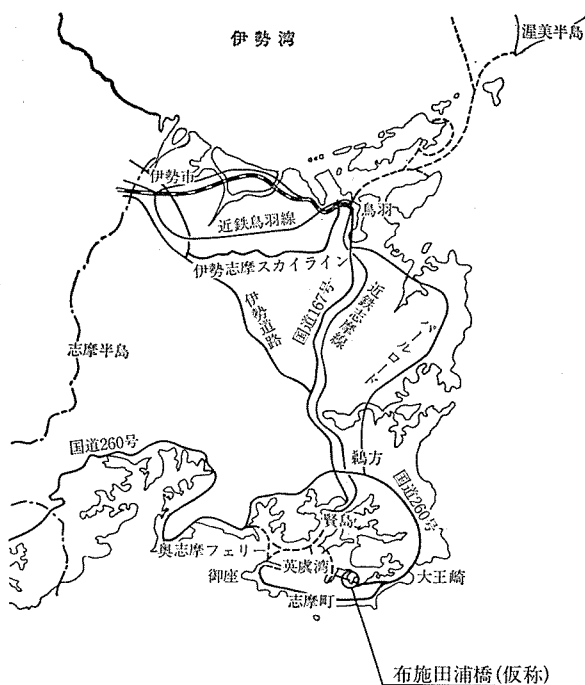 伊勢湾
渥美半島
伊勢市
鳥羽
近鉄鳥羽線
伊勢志摩スカイライン
国道167号
近鉄志摩線
伊勢道路
パールロード
志摩半島
国道260号
鵜方
国道260号
賢島
奥志摩フェリー
英虞湾
御座
大王崎
志摩町
布施田浦橋(仮称)